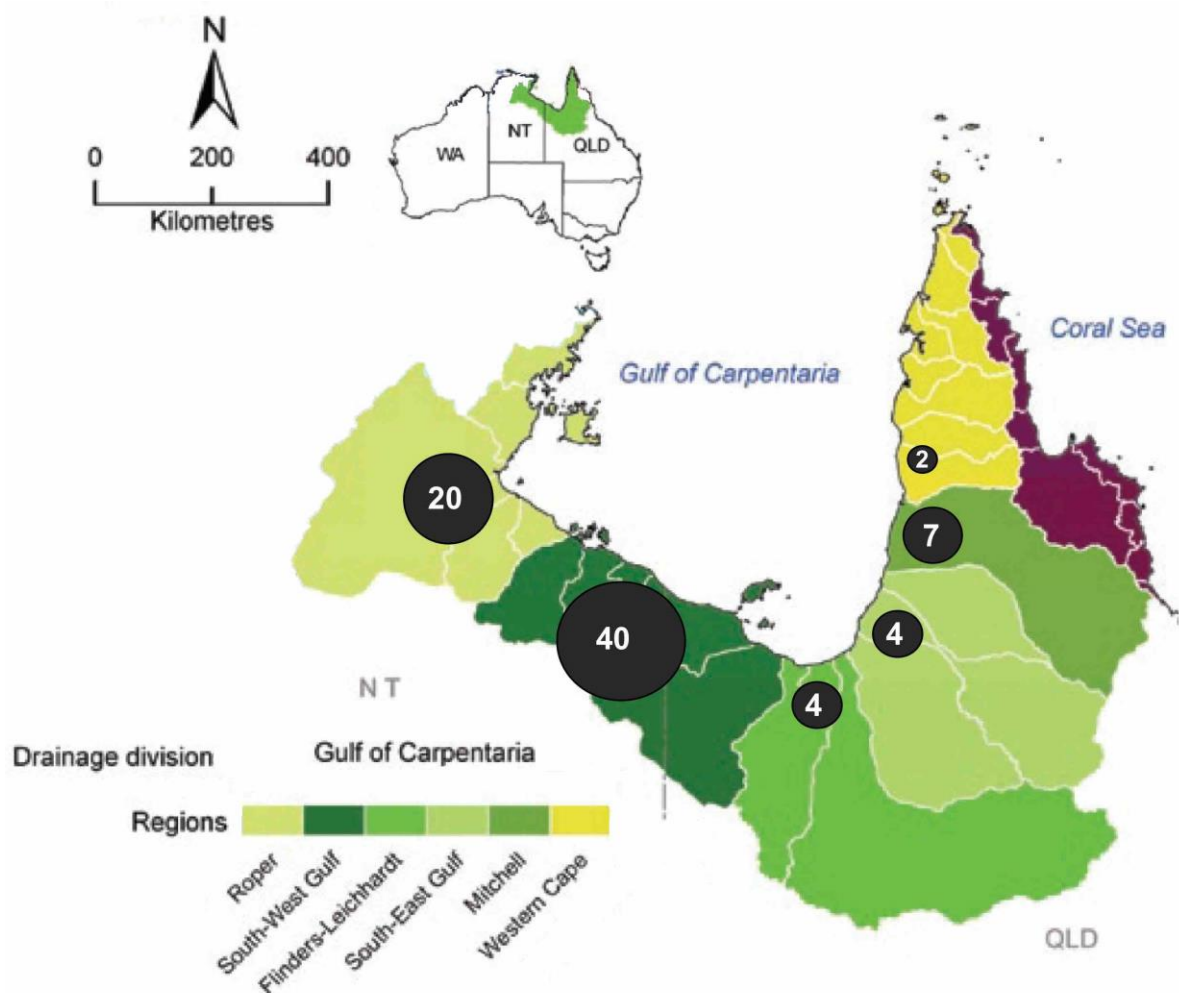 N
0 200 400
Kilometres
WA
NT
QLD
Gulf of Carpentaria
Coral Sea
20
40
2
7
4
4
NT
QLD
Drainage division
Gulf of Carpentaria
Regions
Roper
South-West Gulf
Flinders-Leichhardt
South-East Gulf
Mitchell
Western Cape